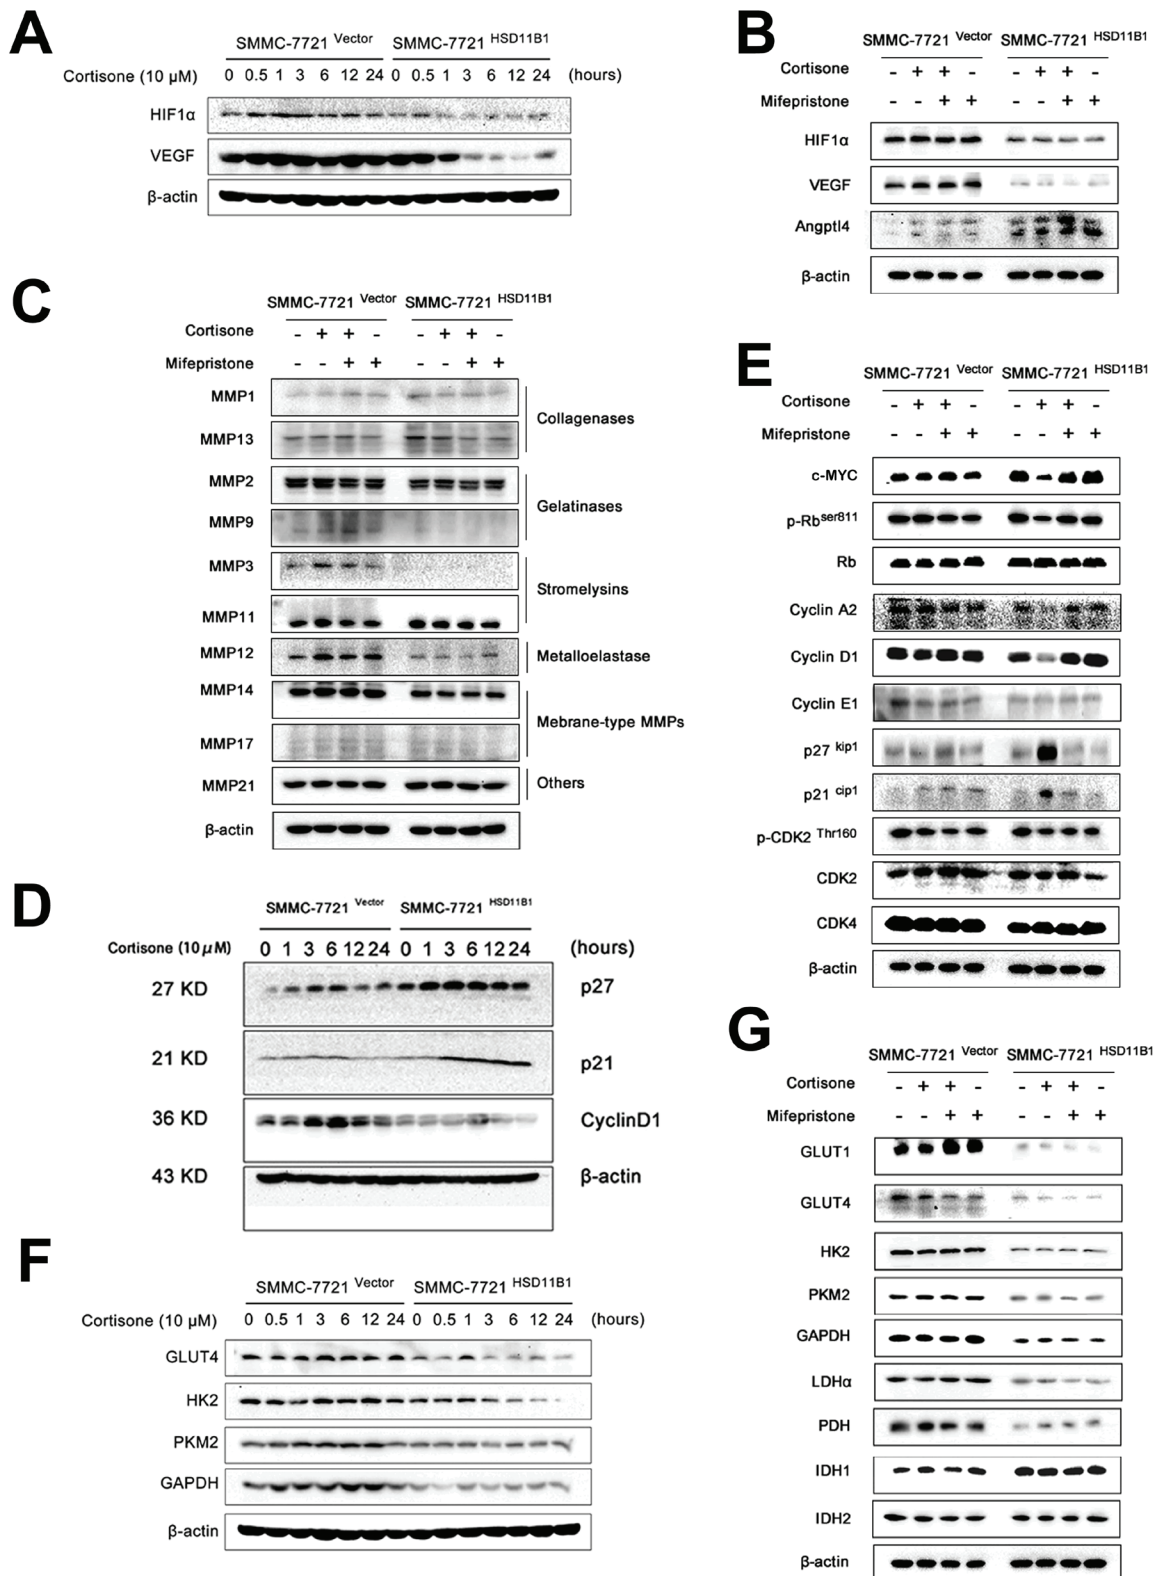 A
SMMC-7721 Vector SMMC-7721 HSD11B1
Cortisone (10 μM) 0 0.5 1 3 6 12 24 0 0.5 1 3 6 12 24 (hours)
HIF1α
VEGF
β-actin
B
SMMC-7721 Vector SMMC-7721 HSD11B1
Cortisone - + + - - + + -
Mifepristone - - + + - - + +
HIF1α
VEGF
Angptl4
β-actin
C
SMMC-7721 Vector SMMC-7721 HSD11B1
Cortisone - + + - - + + -
Mifepristone - - + + - - + +
MMP1
Collagenases
MMP13
MMP2
Gelatinases
MMP9
MMP3
Stromelysins
MMP11
MMP12 Metalloelastase
MMP14
Mebrane-type MMPs
MMP17
MMP21 Others
β-actin
D
SMMC-7721 Vector SMMC-7721 HSD11B1
Cortisone (10 μM) 0 1 3 6 12 24 0 1 3 6 12 24 (hours)
27 KD p27
21 KD p21
36 KD CyclinD1
43 KD β-actin
E
SMMC-7721 Vector SMMC-7721 HSD11B1
Cortisone - + + - - + + -
Mifepristone - - + + - - + +
c-MYC
p-Rbser811
Rb
Cyclin A2
Cyclin D1
Cyclin E1
p27 kip1
p21 cip1
p-CDK2 Thr160
CDK2
CDK4
β-actin
F
SMMC-7721 Vector SMMC-7721 HSD11B1
Cortisone (10 μM) 0 0.5 1 3 6 12 24 0 0.5 1 3 6 12 24 (hours)
GLUT4
HK2
PKM2
GAPDH
β-actin
G
SMMC-7721 Vector SMMC-7721 HSD11B1
Cortisone - + + - - + + -
Mifepristone - - + + - - + +
GLUT1
GLUT4
HK2
PKM2
GAPDH
LDHα
PDH
IDH1
IDH2
β-actin